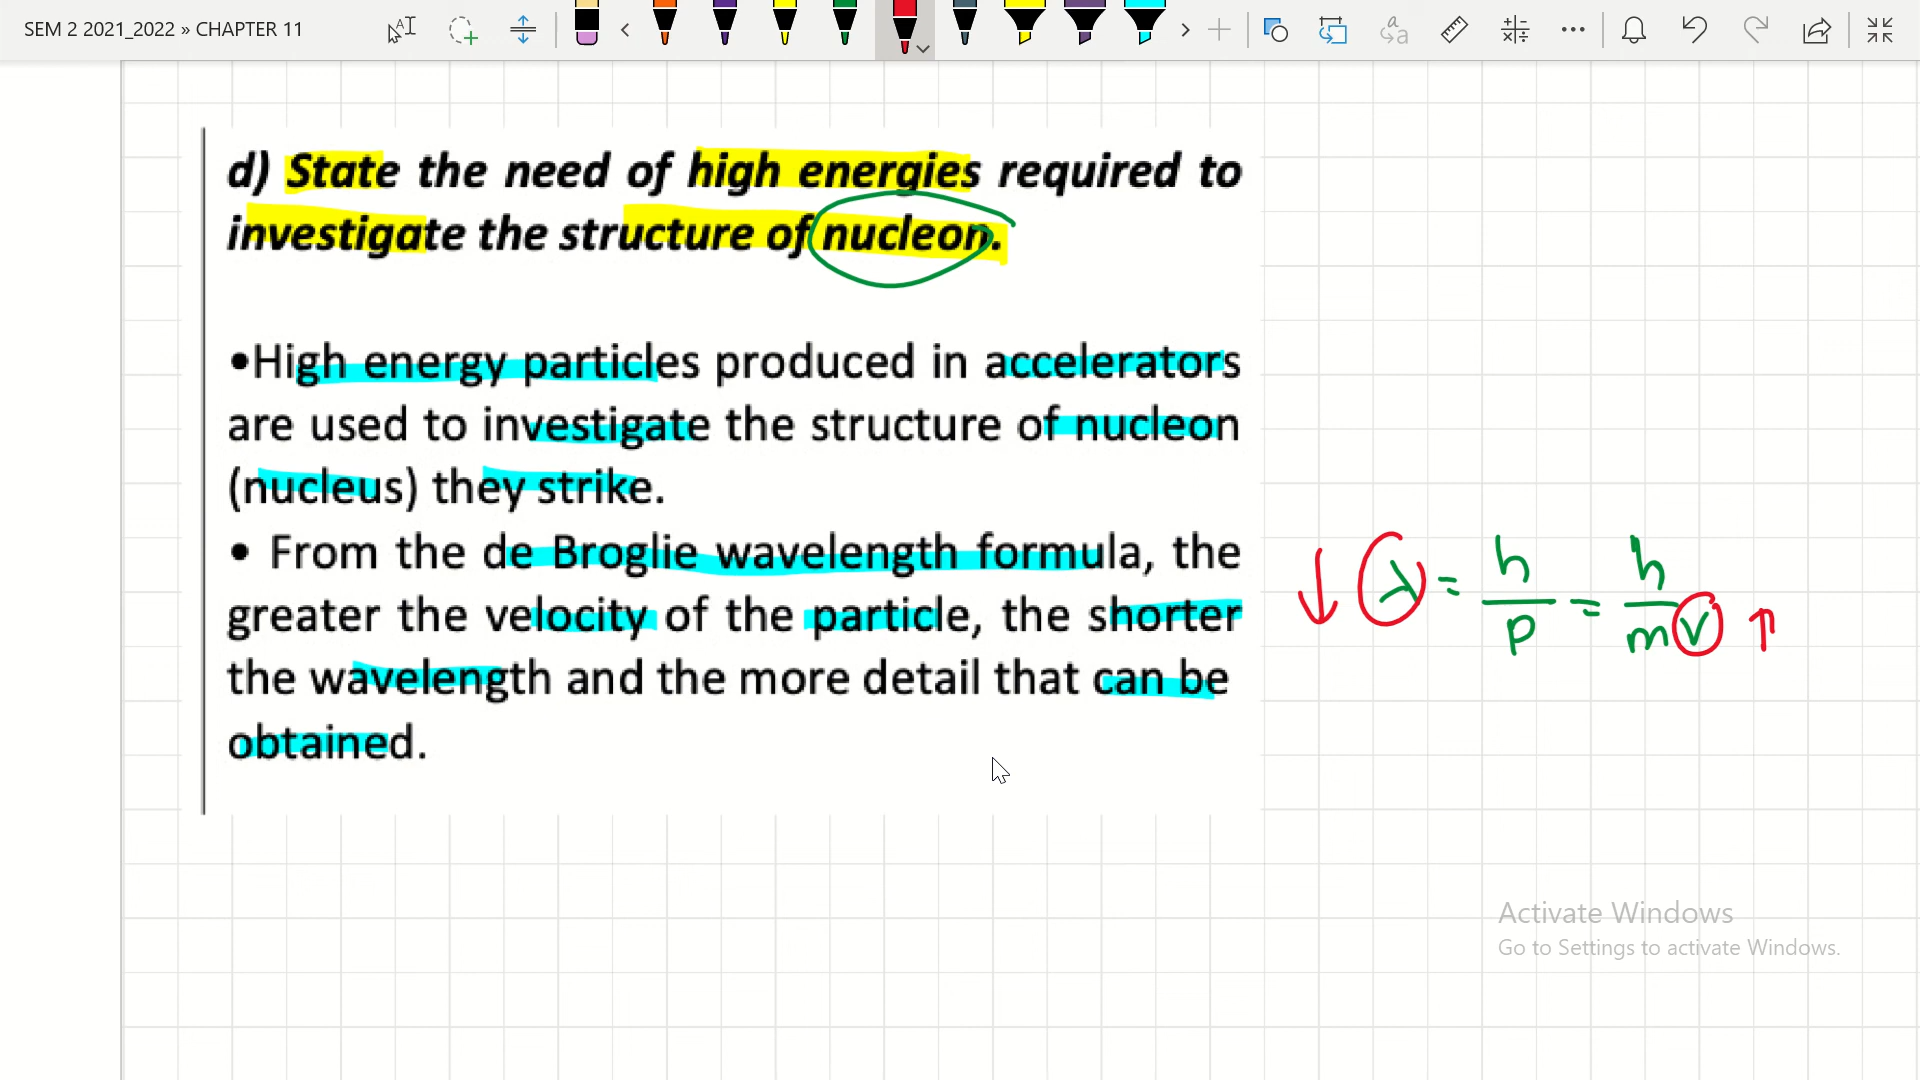 SEM 2 2021_2022 » CHAPTER 11
d) State the need of high energies required to
investigate the structure of nucleon.
•High energy particles produced in accelerators
are used to investigate the structure of nucleon
(nucleus) they strike.
• From the de Broglie wavelength formula, the
greater the velocity of the particle, the shorter
the wavelength and the more detail that can be
obtained.
↓ λ = h/p = h/mv ↑
Activate Windows
Go to Settings to activate Windows.